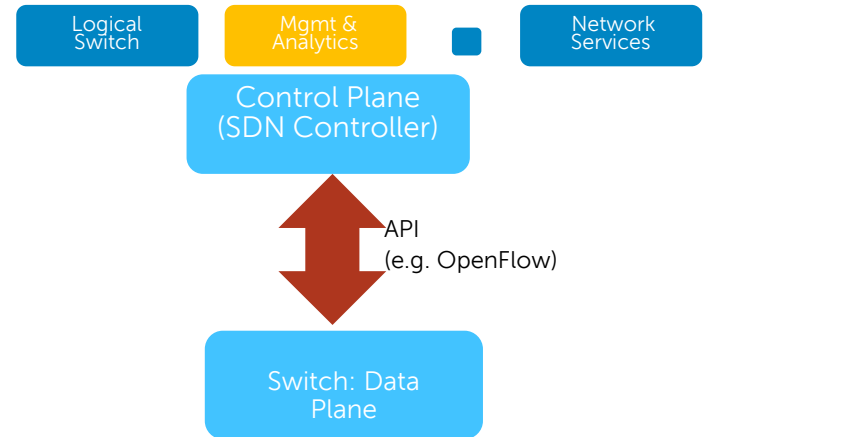 Logical
Switch
Mgmt &
Analytics
Network
Services
Control Plane
(SDN Controller)
API
(e.g. OpenFlow)
Switch: Data
Plane